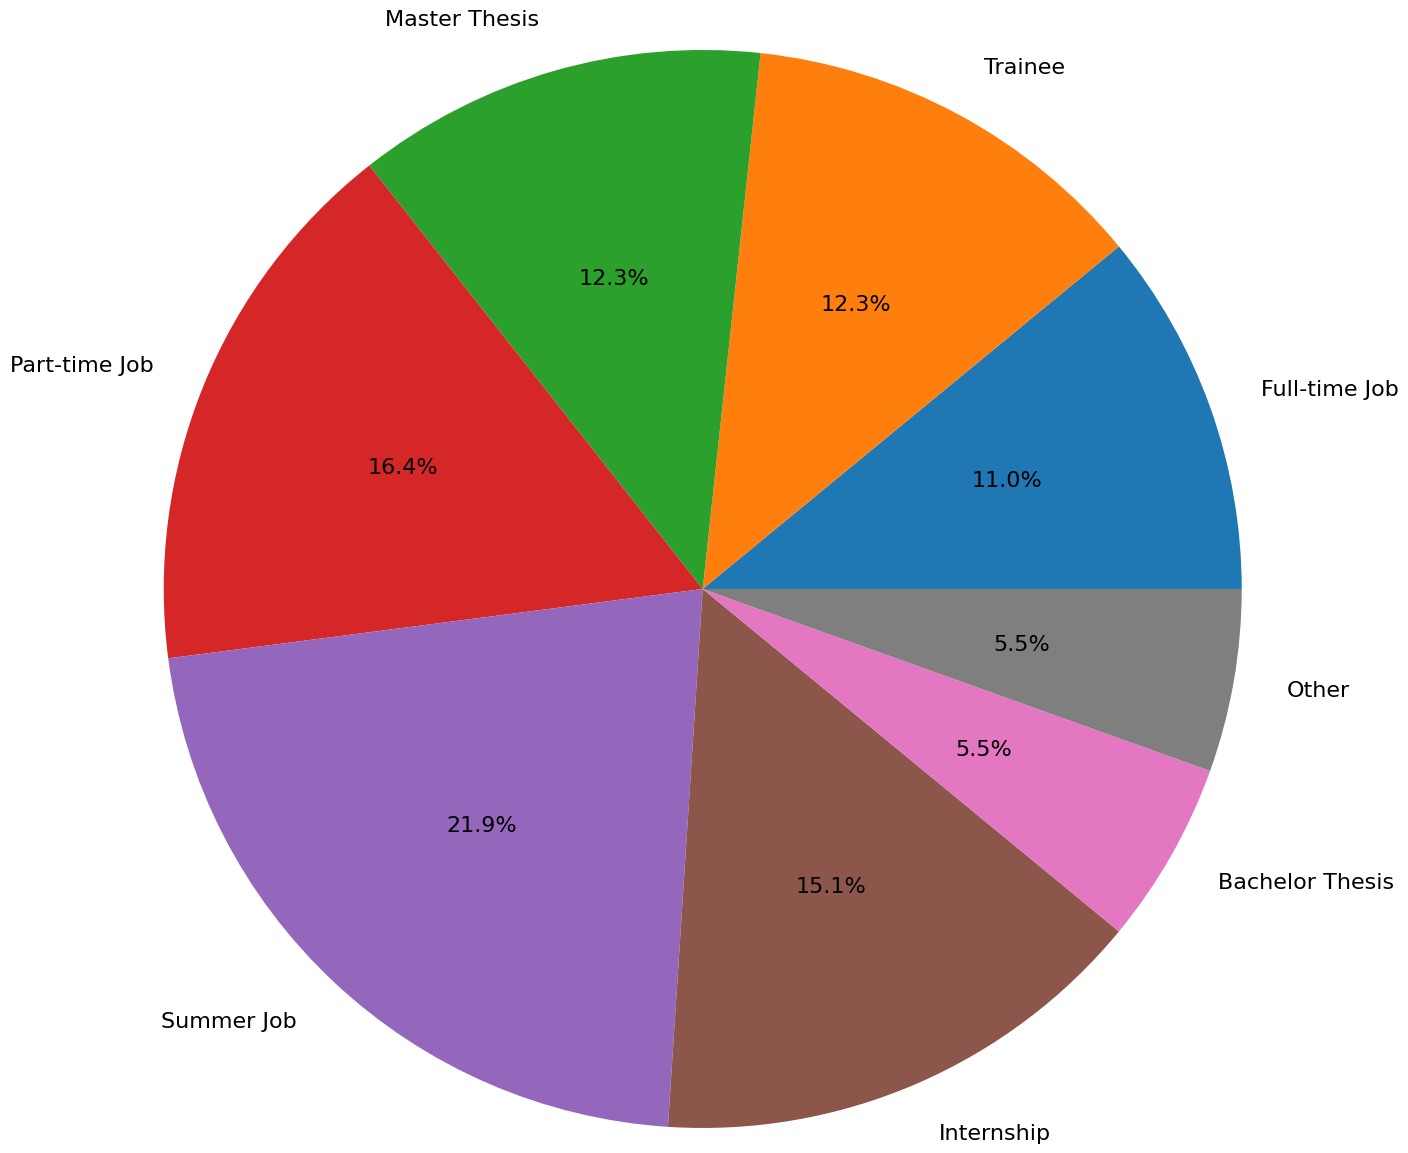 Master Thesis
Trainee
12.3%
12.3%
Part-time Job
Full-time Job
16.4%
11.0%
5.5%
Other
5.5%
21.9%
15.1%
Bachelor Thesis
Summer Job
Internship